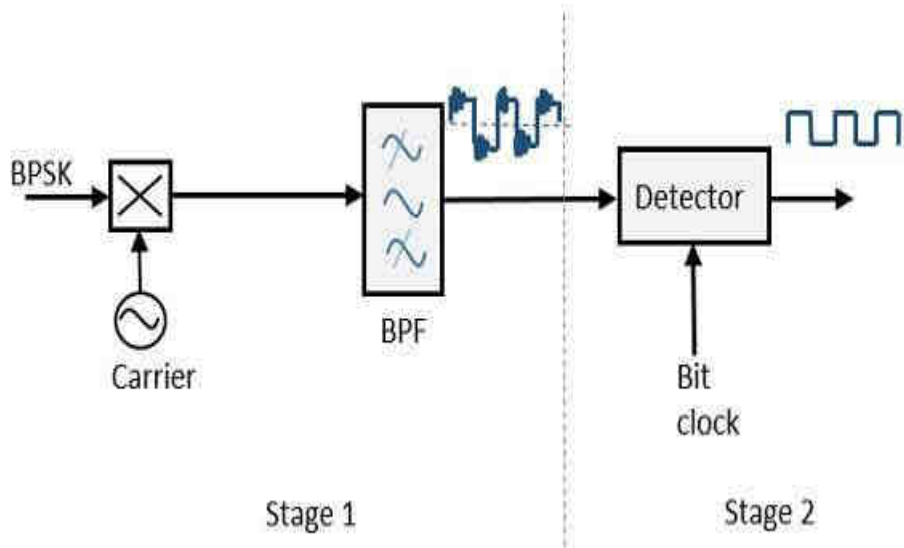 BPSK
Detector
BPF
Carrier
Bit
clock
Stage 1
Stage 2